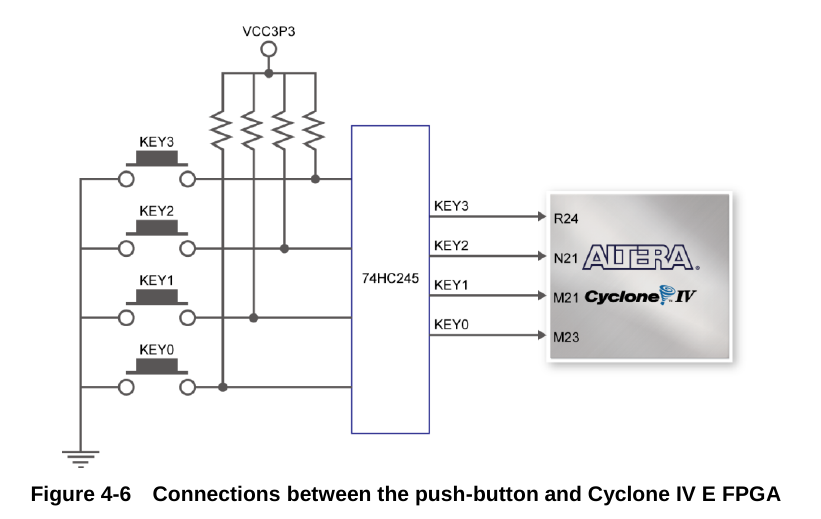 VCC3P3
KEY3
KEY2
KEY1
KEY0
74HC245
KEY3
KEY2
KEY1
KEY0
R24
N21
M21
M23
ALTERA.
Cyclone IV
Figure 4-6 Connections between the push-button and Cyclone IV E FPGA